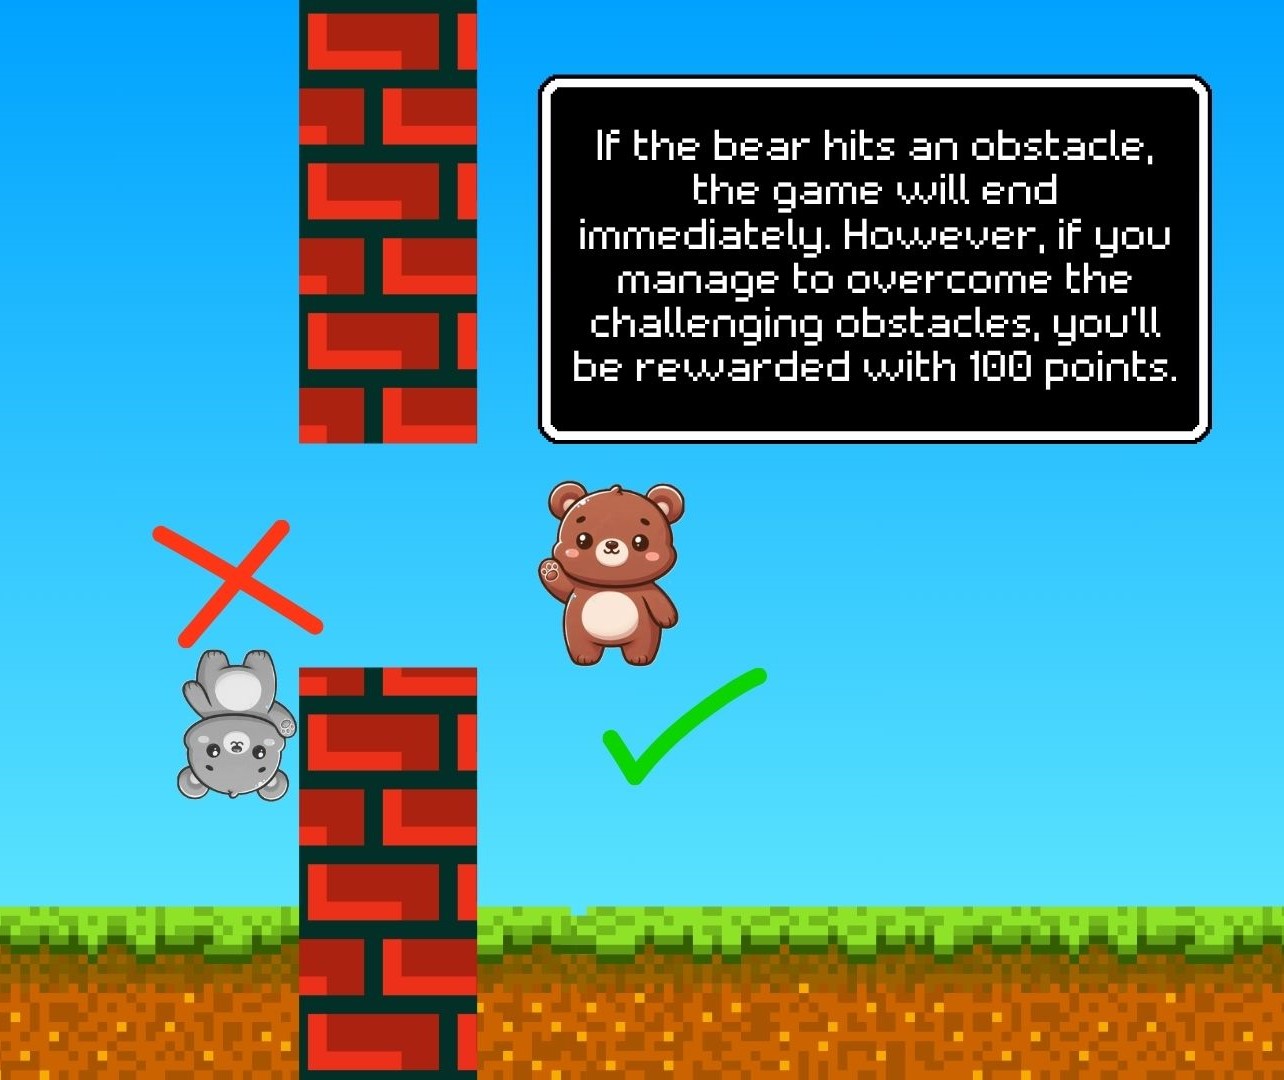 If the bear hits an obstacle,
the game will end
immediately. However, if you
manage to overcome the
challenging obstacles, you'll
be rewarded with 100 points.